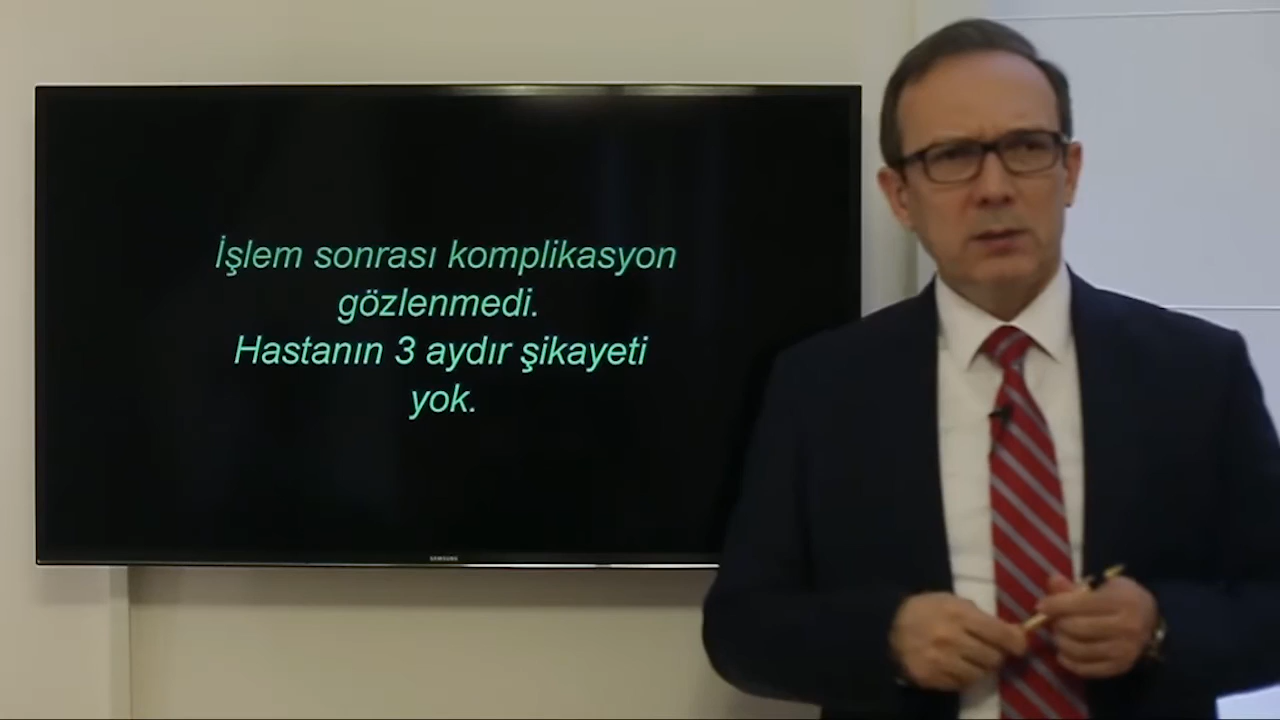 İşlem sonrası komplikasyon
gözlenmedi.
Hastanın 3 aydır şikayeti
yok.
SAMSUNG